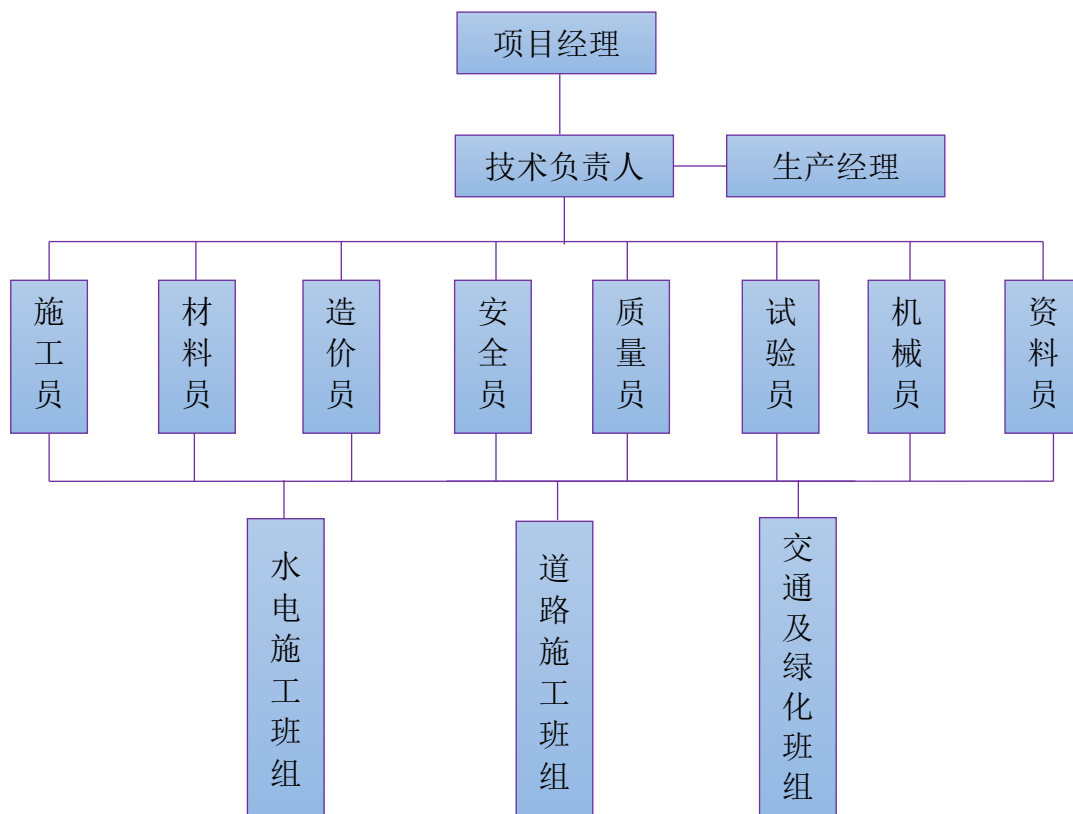 项目经理
技术负责人
生产经理
施工员
材料员
造价员
安全员
质量员
试验员
机械员
资料员
水电施工班组
道路施工班组
交通及绿化班组